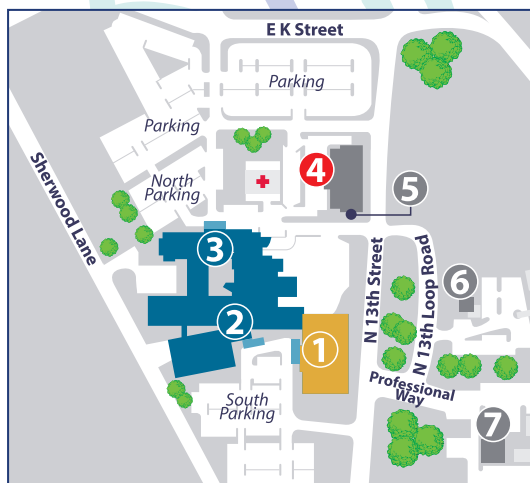 E K Street
Parking
Parking
North
Parking
Sherwood Lane
4
5
3
N 13th Street
N 13th Loop Road
6
2
1
Professional
Way
South
Parking
7